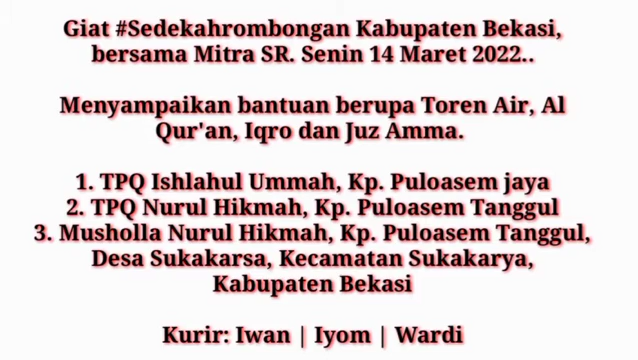 Giat #Sedekahrombongan Kabupaten Bekasi,
bersama Mitra SR. Senin 14 Maret 2022..
Menyampaikan bantuan berupa Toren Air, Al
Qur'an, Iqro dan Juz Amma.
1. TPQ Ishlahul Ummah, Kp. Puloasem jaya
2. TPQ Nurul Hikmah, Kp. Puloasem Tanggul
3. Musholla Nurul Hikmah, Kp. Puloasem Tanggul,
Desa Sukakarsa, Kecamatan Sukakarya,
Kabupaten Bekasi
Kurir: Iwan | Iyom | Wardi